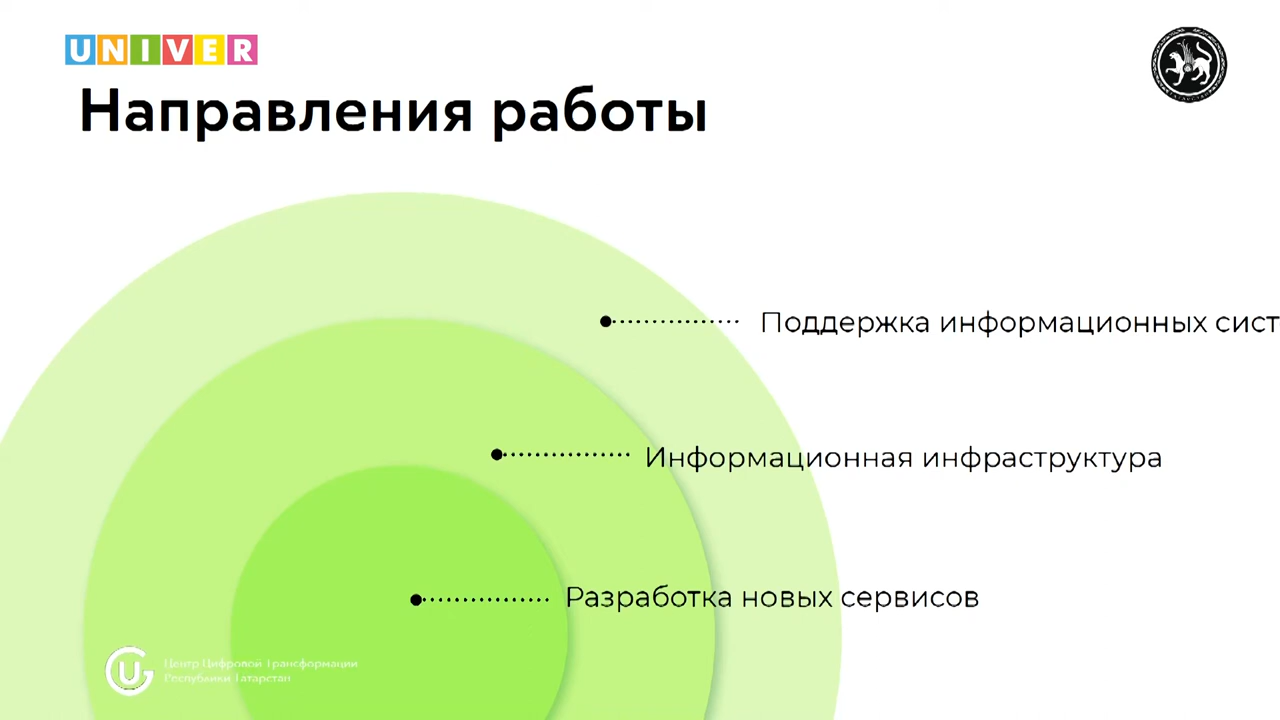 UNIVER
Направления работы
Поддержка информационных сист
Информационная инфраструктура
Разработка новых сервисов
Центр Цифровой Трансформации
Республики Татарстан